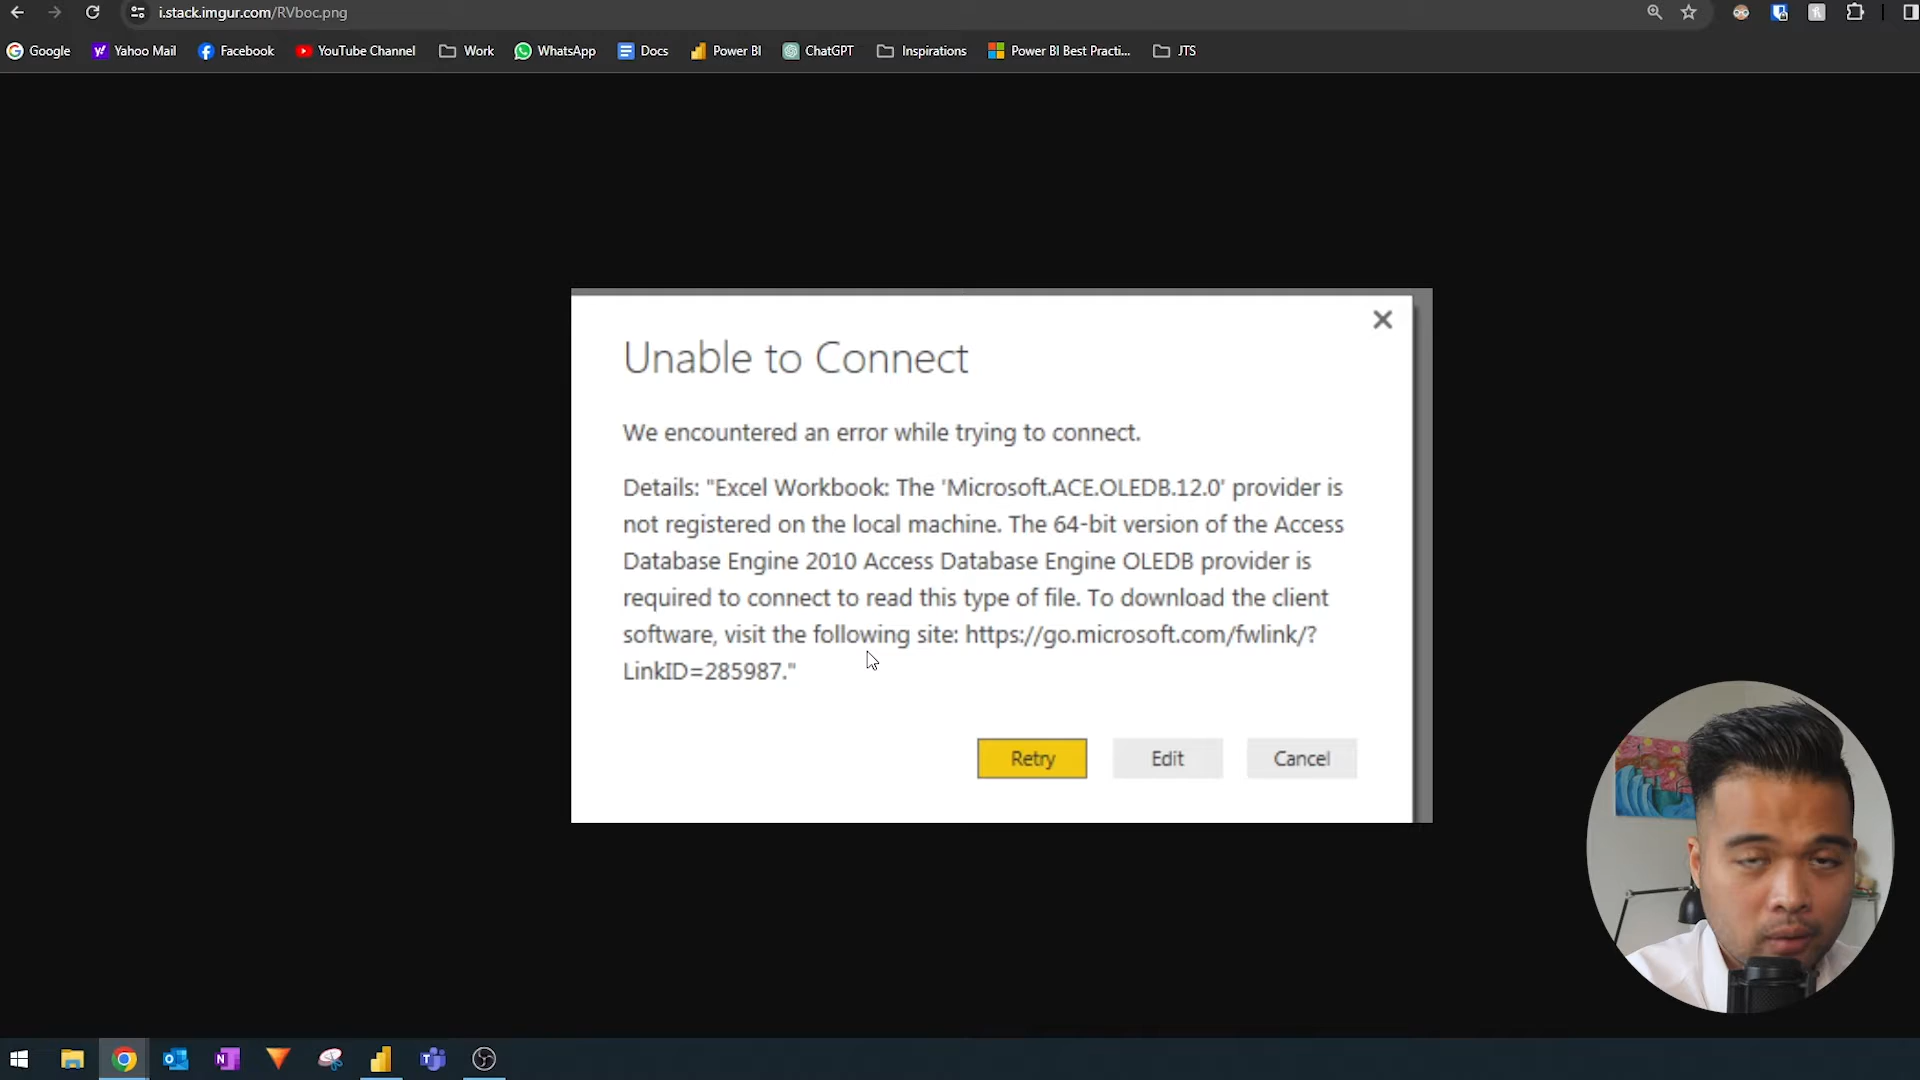 i.stack.imgur.com/RVboc.png
Google
Yahoo Mail
Facebook
YouTube Channel
Work
WhatsApp
Docs
Power BI
ChatGPT
Inspirations
Power BI Best Practi...
JTS
Unable to Connect
We encountered an error while trying to connect.
Details: "Excel Workbook: The 'Microsoft.ACE.OLEDB.12.0' provider is
not registered on the local machine. The 64-bit version of the Access
Database Engine 2010 Access Database Engine OLEDB provider is
required to connect to read this type of file. To download the client
software, visit the following site: https://go.microsoft.com/fwlink/?
LinkID=285987."
Retry
Edit
Cancel